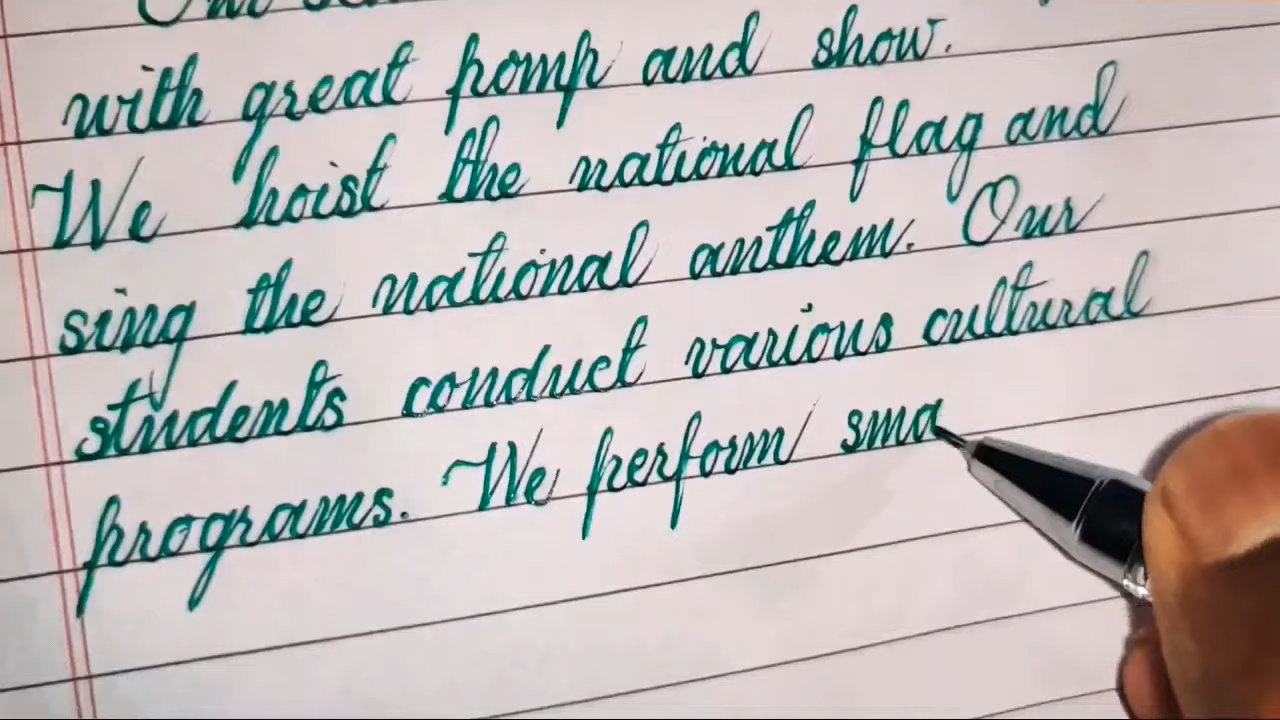 Our
with great pomp and show.
We hoist the national flag and
sing the national anthem. Our
students conduct various cultural
programs. We perform sma